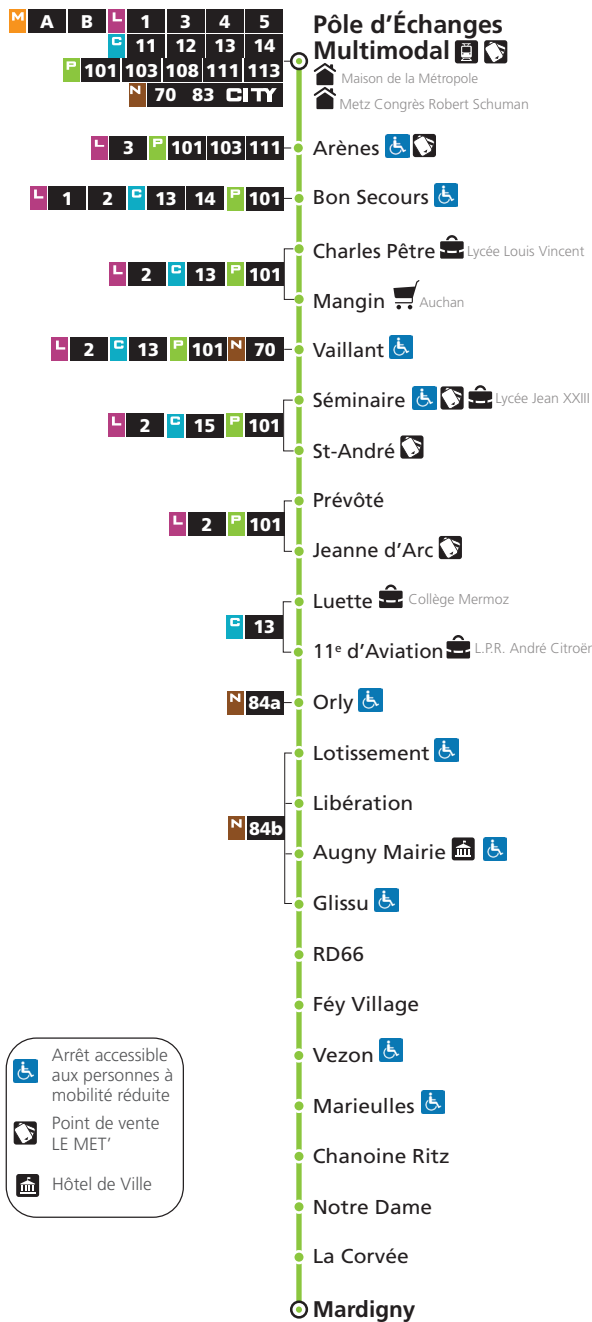 M A B L 1 3 4 5
C 11 12 13 14
P 101 103 108 111 113
N 70 83 CITY
Pôle d’Échanges
Multimodal
Maison de la Métropole
Metz Congrès Robert Schuman
L 3 P 101 103 111
Arènes
L 1 2 C 13 14 P 101
Bon Secours
L 2 C 13 P 101
Charles Pêtre Lycée Louis Vincent
Mangin Auchan
L 2 C 13 P 101 N 70
Vaillant
L 2 C 15 P 101
Séminaire Lycée Jean XXIII
St-André
L 2 P 101
Prévôté
Jeanne d’Arc
C 13
Luette Collège Mermoz
11e d’Aviation L.P.R. André Citroën
N 84a
Orly
N 84b
Lotissement
Libération
Augny Mairie
Glissu
RD66
Féy Village
Vezon
Marieulles
Chanoine Ritz
Notre Dame
La Corvée
Mardigny
Arrêt accessible
aux personnes à
mobilité réduite
Point de vente
LE MET’
Hôtel de Ville